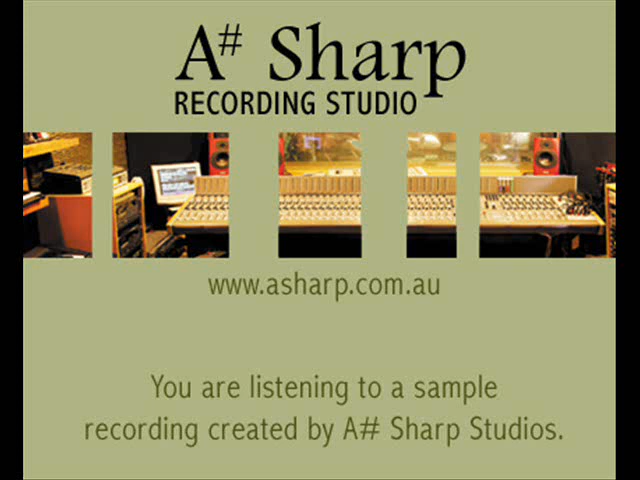 A# Sharp
RECORDING STUDIO
www.asharp.com.au
You are listening to a sample
recording created by A# Sharp Studios.